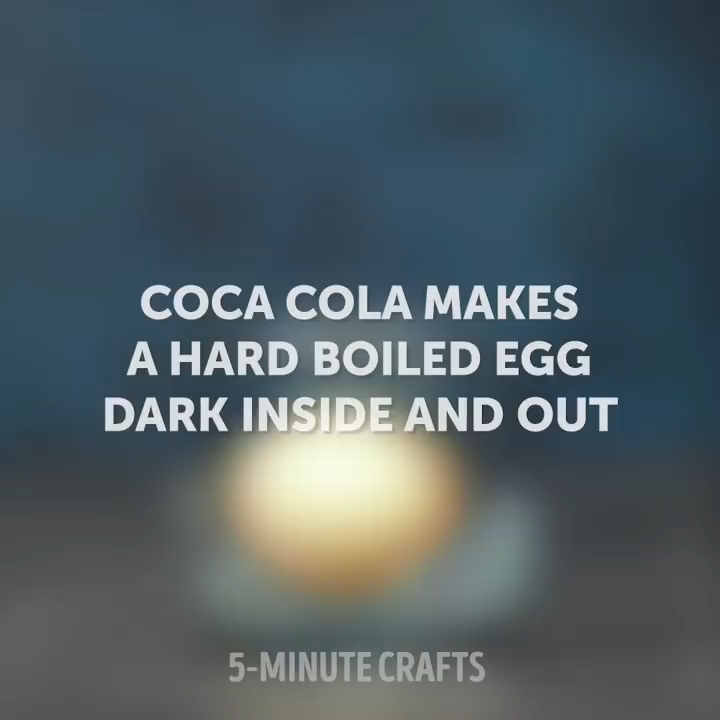 COCA COLA MAKES
A HARD BOILED EGG
DARK INSIDE AND OUT
5-MINUTE CRAFTS